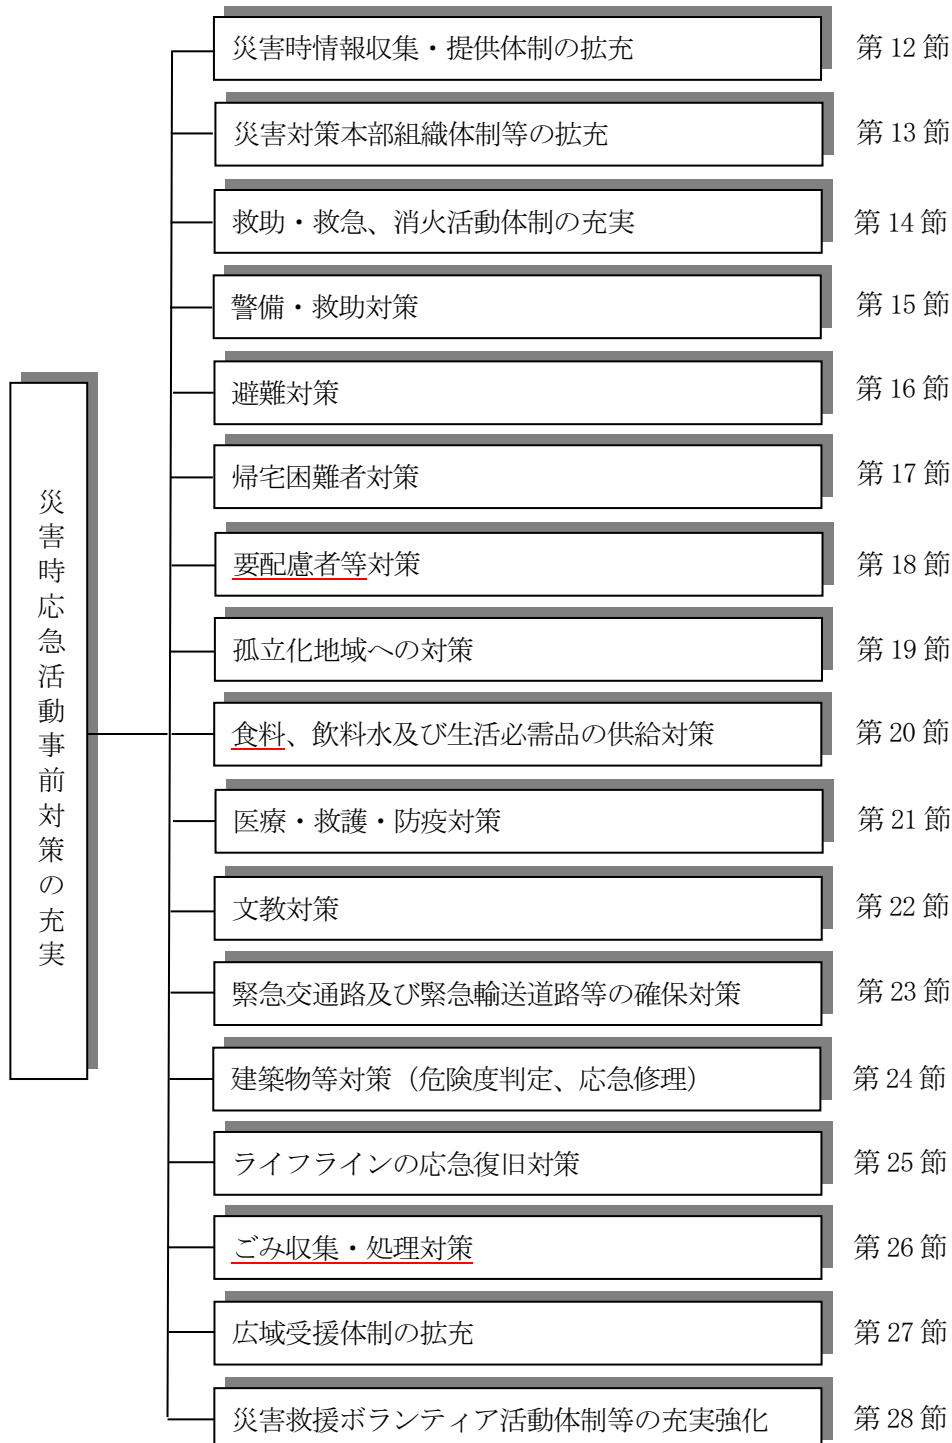 災害時応急活動事前対策の充実
災害時情報収集・提供体制の拡充 第12節
災害対策本部組織体制等の拡充 第13節
救助・救急、消火活動体制の充実 第14節
警備・救助対策 第15節
避難対策 第16節
帰宅困難者対策 第17節
要配慮者等対策 第18節
孤立化地域への対策 第19節
食料、飲料水及び生活必需品の供給対策 第20節
医療・救護・防疫対策 第21節
文教対策 第22節
緊急交通路及び緊急輸送道路等の確保対策 第23節
建築物等対策（危険度判定、応急修理） 第24節
ライフラインの応急復旧対策 第25節
ごみ収集・処理対策 第26節
広域受援体制の拡充 第27節
災害救援ボランティア活動体制等の充実強化 第28節